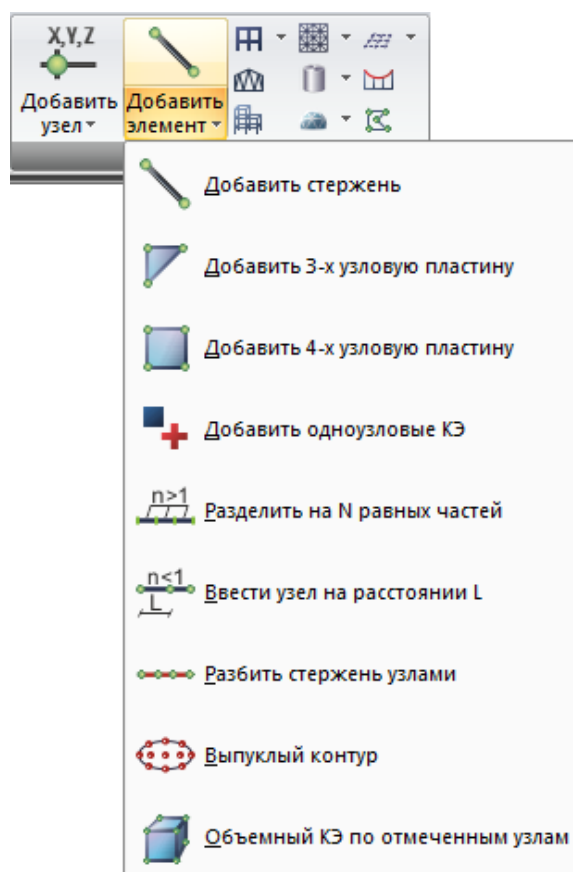 X,Y,Z
Добавить узел
Добавить элемент
Добавить стержень
Добавить 3-х узловую пластину
Добавить 4-х узловую пластину
Добавить одноузловые КЭ
n>1
Разделить на N равных частей
n<1
L
Ввести узел на расстоянии L
Разбить стержень узлами
Выпуклый контур
Объемный КЭ по отмеченным узлам